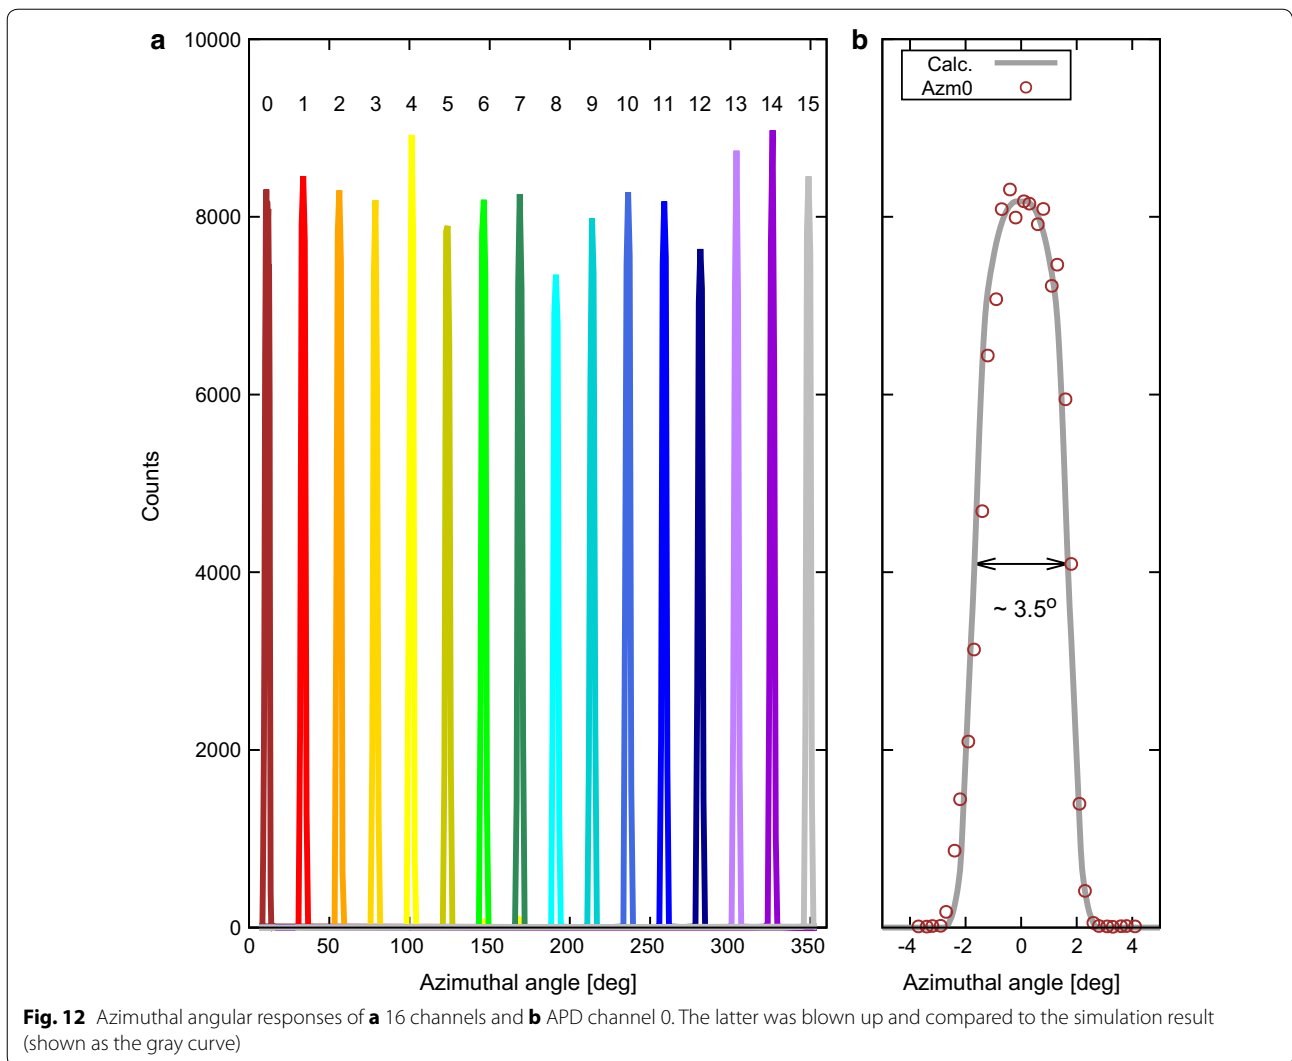 a
b
10000
8000
6000
4000
2000
0
Counts
0 1 2 3 4 5 6 7 8 9 10 11 12 13 14 15
0 50 100 150 200 250 300 350
Azimuthal angle [deg]
Calc.
Azm0
~ 3.5o
-4 -2 0 2 4
Azimuthal angle [deg]
Fig. 12 Azimuthal angular responses of a 16 channels and b APD channel 0. The latter was blown up and compared to the simulation result
(shown as the gray curve)